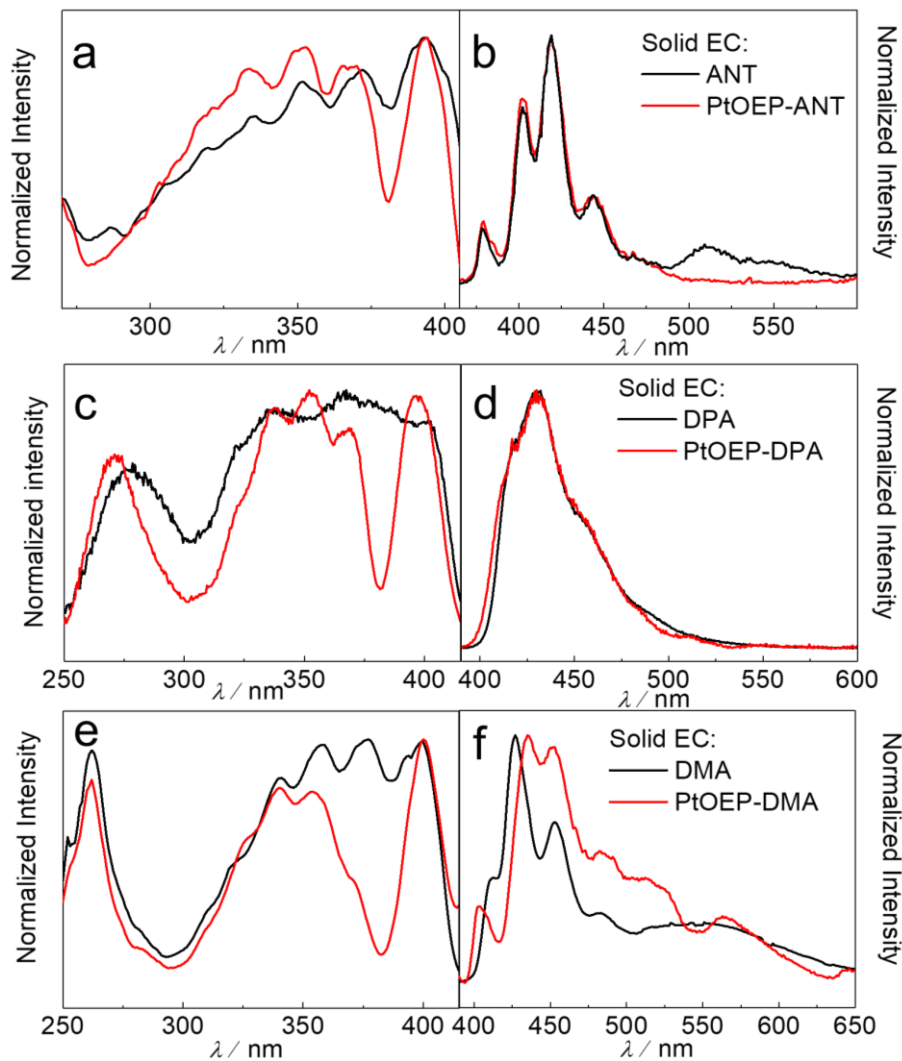 a
b
Solid EC:
ANT
PtOEP-ANT
Normalized Intensity
Normalized Intensity
300 350 400
400 450 500 550
λ / nm
λ / nm
c
d
Solid EC:
DPA
PtOEP-DPA
Normalized intensity
Normalized Intensity
250 300 350 400
400 450 500 550 600
λ / nm
λ / nm
e
f
Solid EC:
DMA
PtOEP-DMA
Normalized Intensity
Normalized Intensity
250 300 350 400
400 450 500 550 600 650
λ / nm
λ / nm